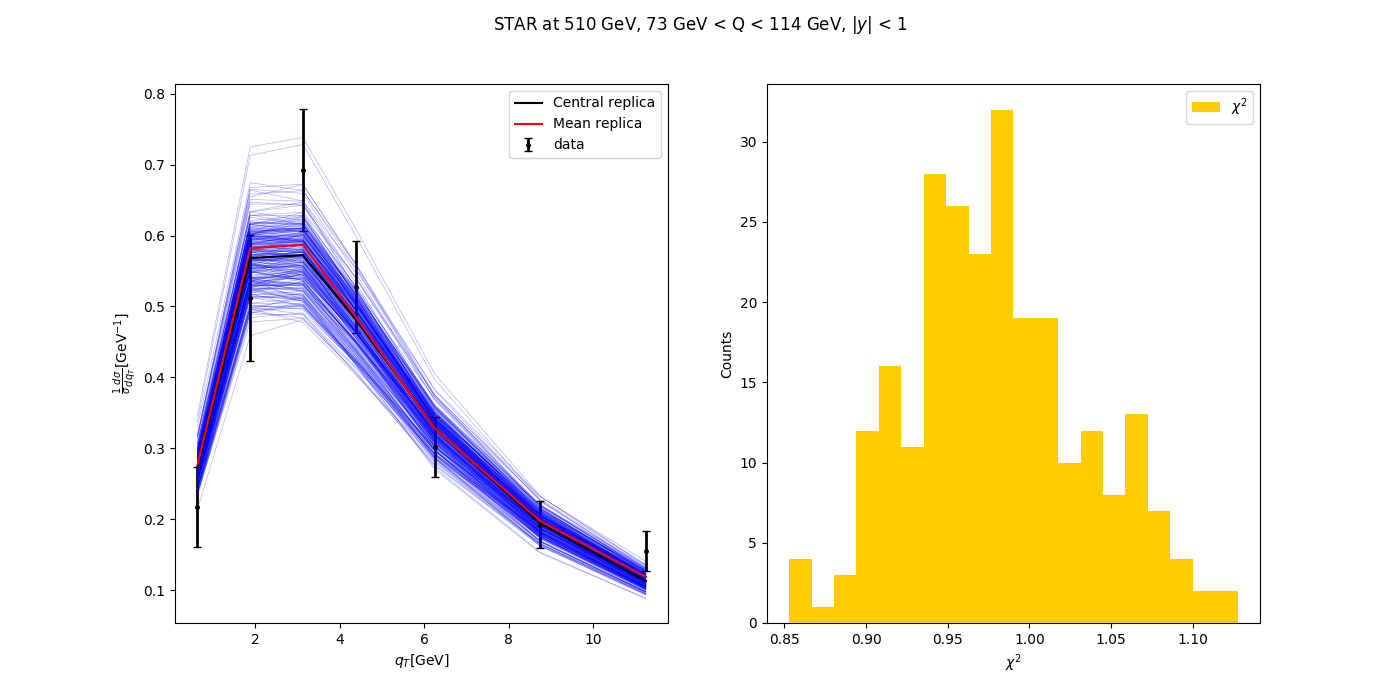 STAR at 510 GeV, 73 GeV < Q < 114 GeV, |y| < 1
0.8
0.7
0.6
0.5
0.4
0.3
0.2
0.1
1/σ dσ/dq_T [GeV⁻¹]
Central replica
Mean replica
data
2
4
6
8
10
q_T[GeV]
30
25
20
15
10
5
0
Counts
χ²
0.85
0.90
0.95
1.00
1.05
1.10
χ²